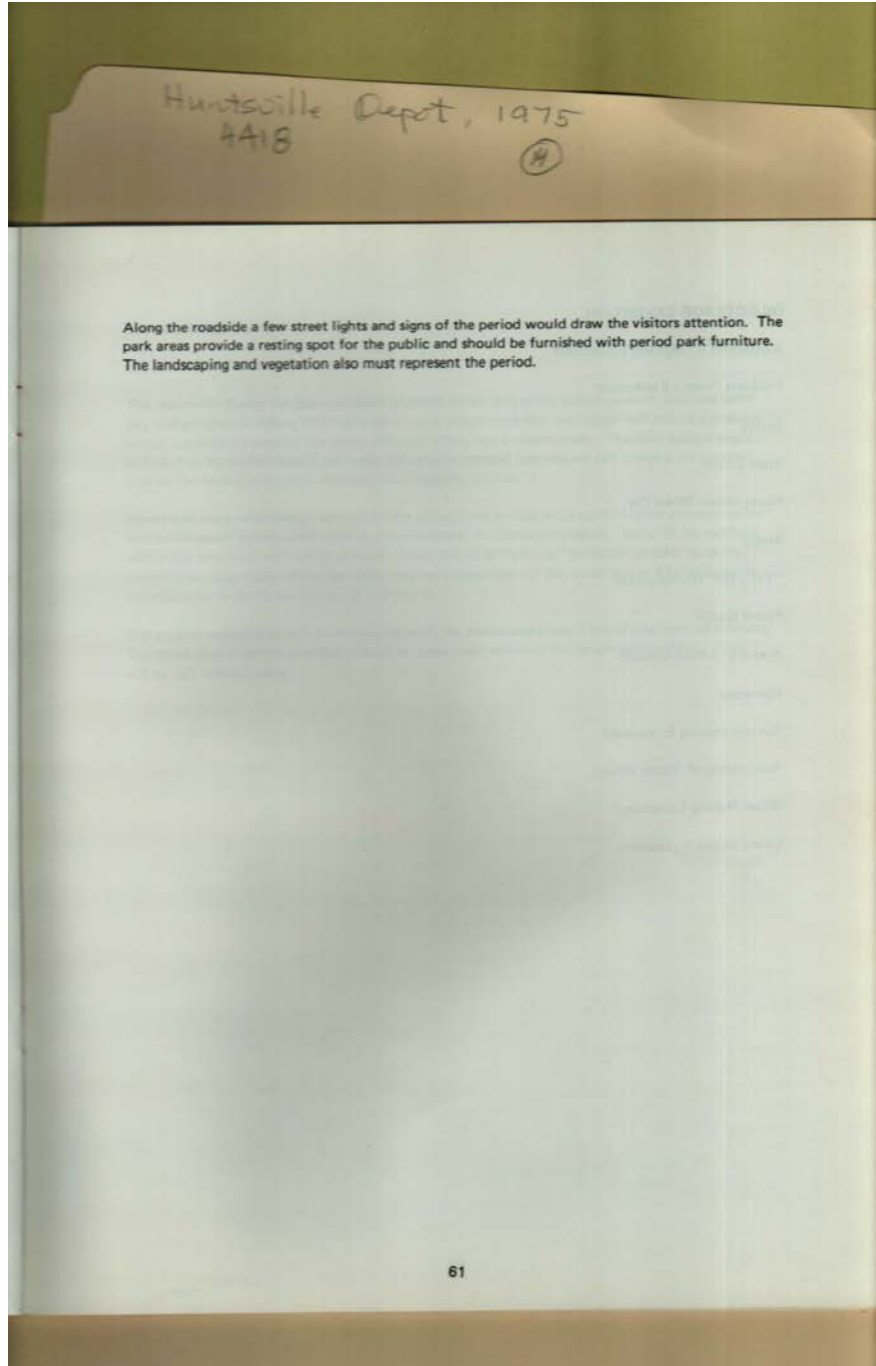 Huntsville Depot, 1975
4418
Along the roadside a few street lights and signs of the period would draw the visitors attention. The
park areas provide a resting spot for the public and should be furnished with period park furniture.
The landscaping and vegetation also must represent the period.
61